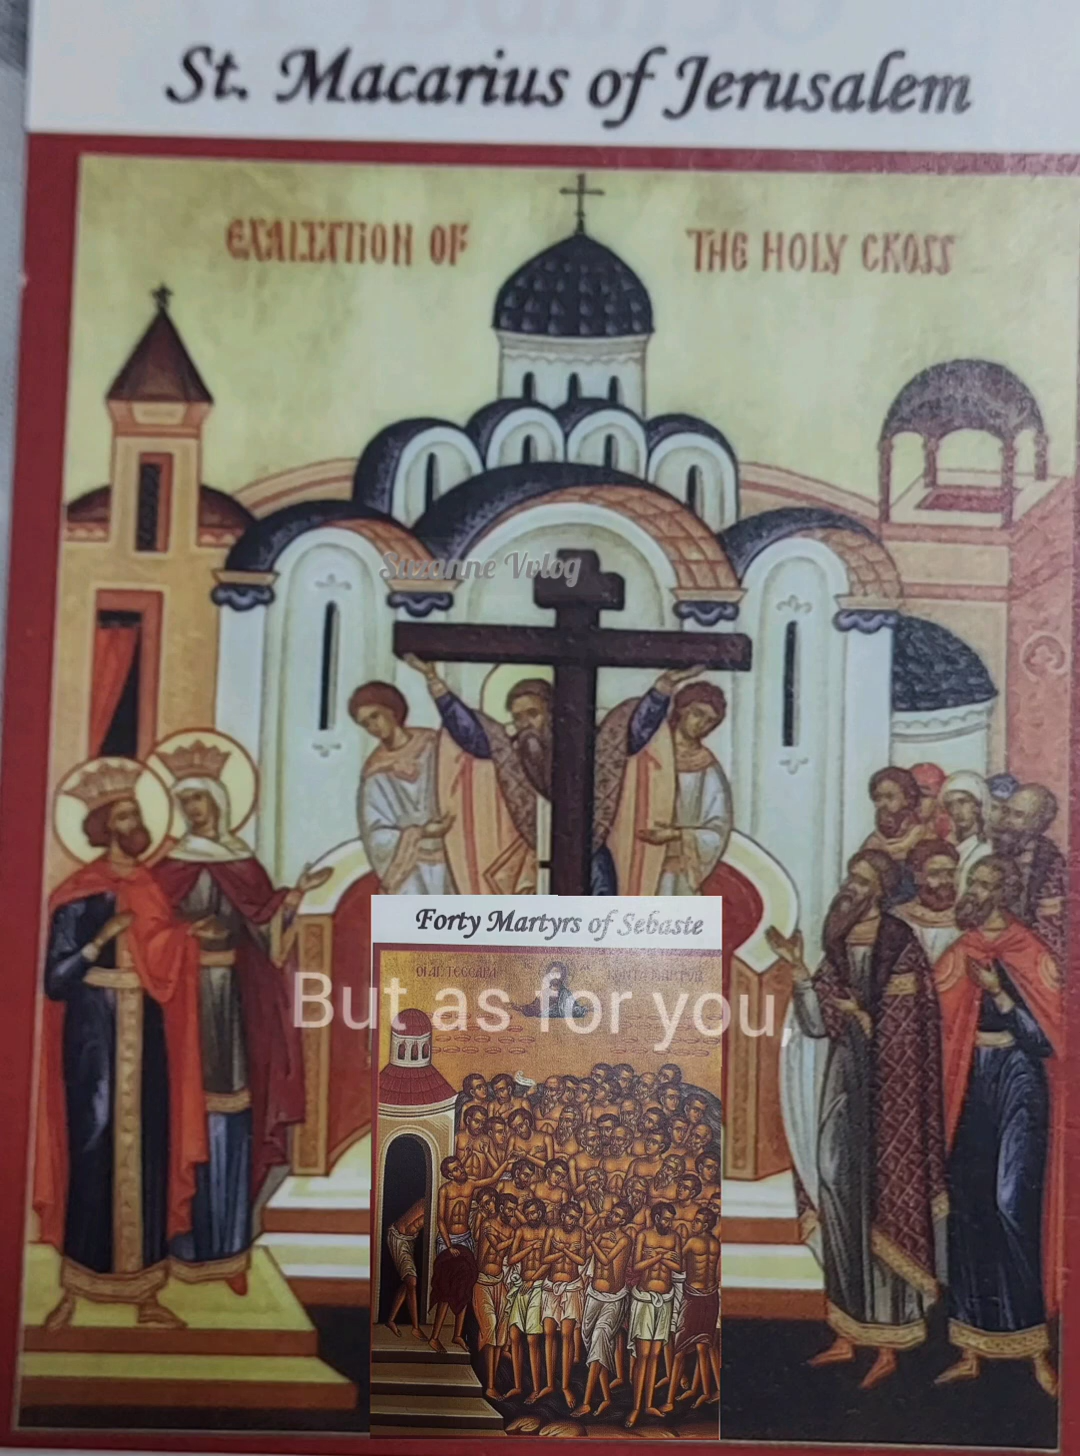 St. Macarius of Jerusalem
EXALTATION OF THE HOLY CROSS
Suzanne Vvlog
Forty Martyrs of Sebaste
But as for you,